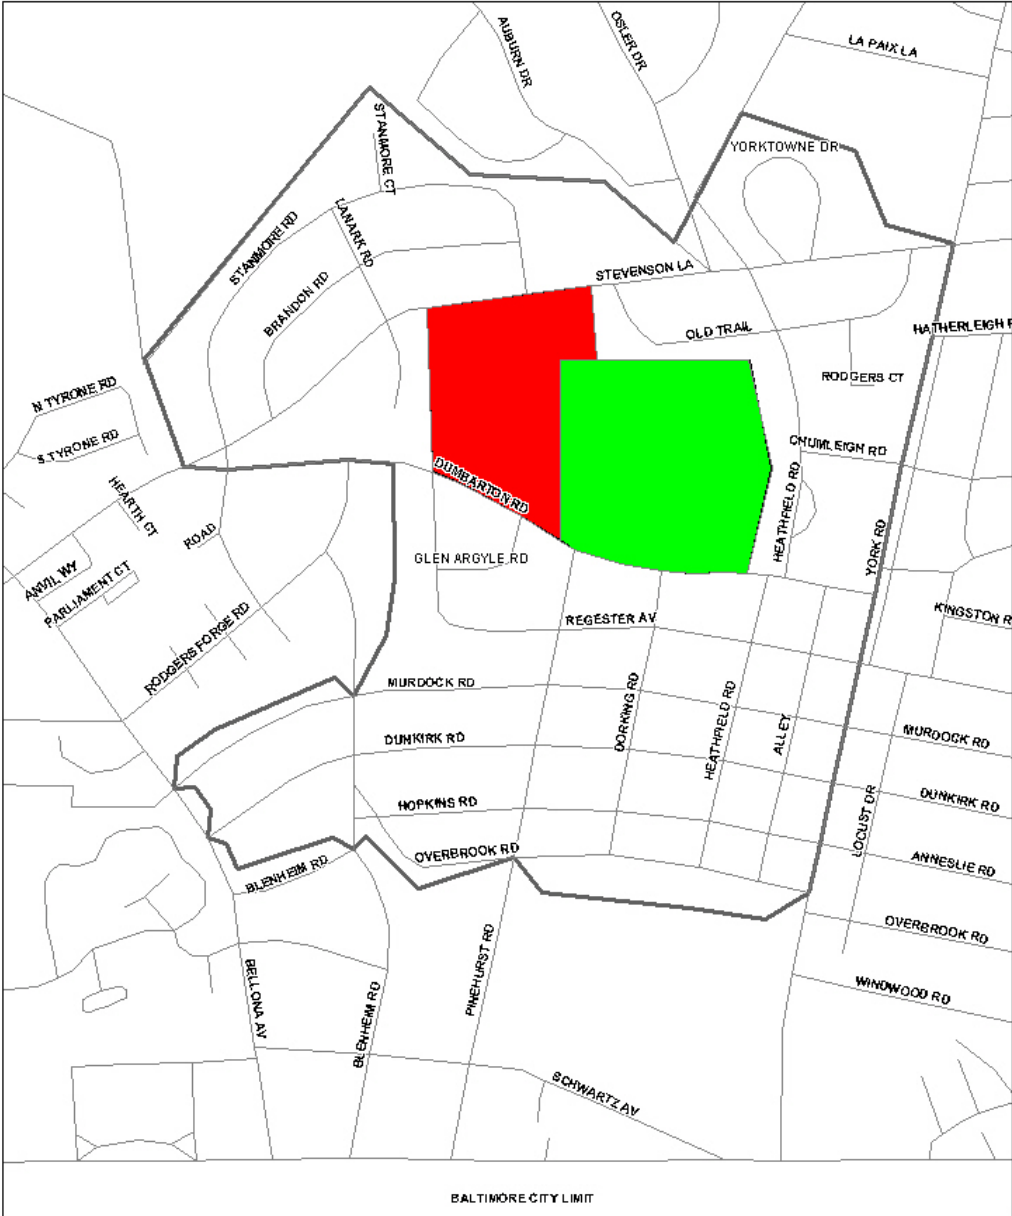 AUBURN DR
OSLER DR
LA PAIX LA
STANMORE CT
YORKTOWNE DR
LANARK RD
STANMORE RD
BRANDON RD
STEVENSON LA
OLD TRAIL
HATHERLEIGH R
RODGERS CT
N TYRONE RD
S TYRONE RD
CHUMLEIGH RD
DUMBARTON RD
HEARTH CT
HEATHFIELD RD
ROAD
YORK RD
GLEN ARGYLE RD
ANVIL WY
PARLIAMENT CT
RODGERS FORGE RD
REGESTER AV
KINGSTON R
MURDOCK RD
DORKING RD
HEATHFIELD RD
ALLEY
MURDOCK RD
DUNKIRK RD
DUNKIRK RD
HOPKINS RD
LOCUST DR
OVERBROOK RD
ANNESLIE RD
BLENHEIM RD
OVERBROOK RD
PINEHURST RD
BELLONA AV
BLENHEIM RD
WINDWOOD RD
SCHWARTZ AV
BALTIMORE CITY LIMIT